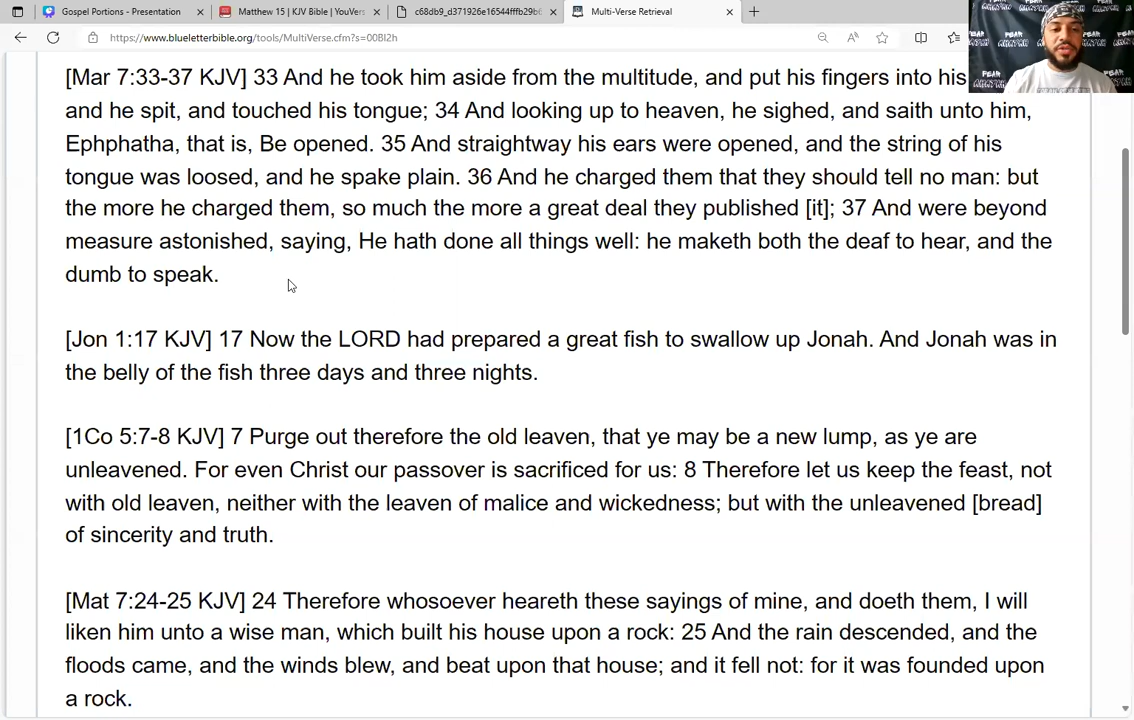 Gospel Portions - Presentation
Matthew 15 | KJV Bible | YouVers
c68db9_d371926e16544fffb29b6
Multi-Verse Retrieval
https://www.blueletterbible.org/tools/MultiVerse.cfm?s=00BI2h
FEAR
FEAR
FEAR
[Mar 7:33-37 KJV] 33 And he took him aside from the multitude, and put his fingers into his
and he spit, and touched his tongue; 34 And looking up to heaven, he sighed, and saith unto him,
Ephphatha, that is, Be opened. 35 And straightway his ears were opened, and the string of his
tongue was loosed, and he spake plain. 36 And he charged them that they should tell no man: but
the more he charged them, so much the more a great deal they published [it]; 37 And were beyond
measure astonished, saying, He hath done all things well: he maketh both the deaf to hear, and the
dumb to speak.
[Jon 1:17 KJV] 17 Now the LORD had prepared a great fish to swallow up Jonah. And Jonah was in
the belly of the fish three days and three nights.
[1Co 5:7-8 KJV] 7 Purge out therefore the old leaven, that ye may be a new lump, as ye are
unleavened. For even Christ our passover is sacrificed for us: 8 Therefore let us keep the feast, not
with old leaven, neither with the leaven of malice and wickedness; but with the unleavened [bread]
of sincerity and truth.
[Mat 7:24-25 KJV] 24 Therefore whosoever heareth these sayings of mine, and doeth them, I will
liken him unto a wise man, which built his house upon a rock: 25 And the rain descended, and the
floods came, and the winds blew, and beat upon that house; and it fell not: for it was founded upon
a rock.